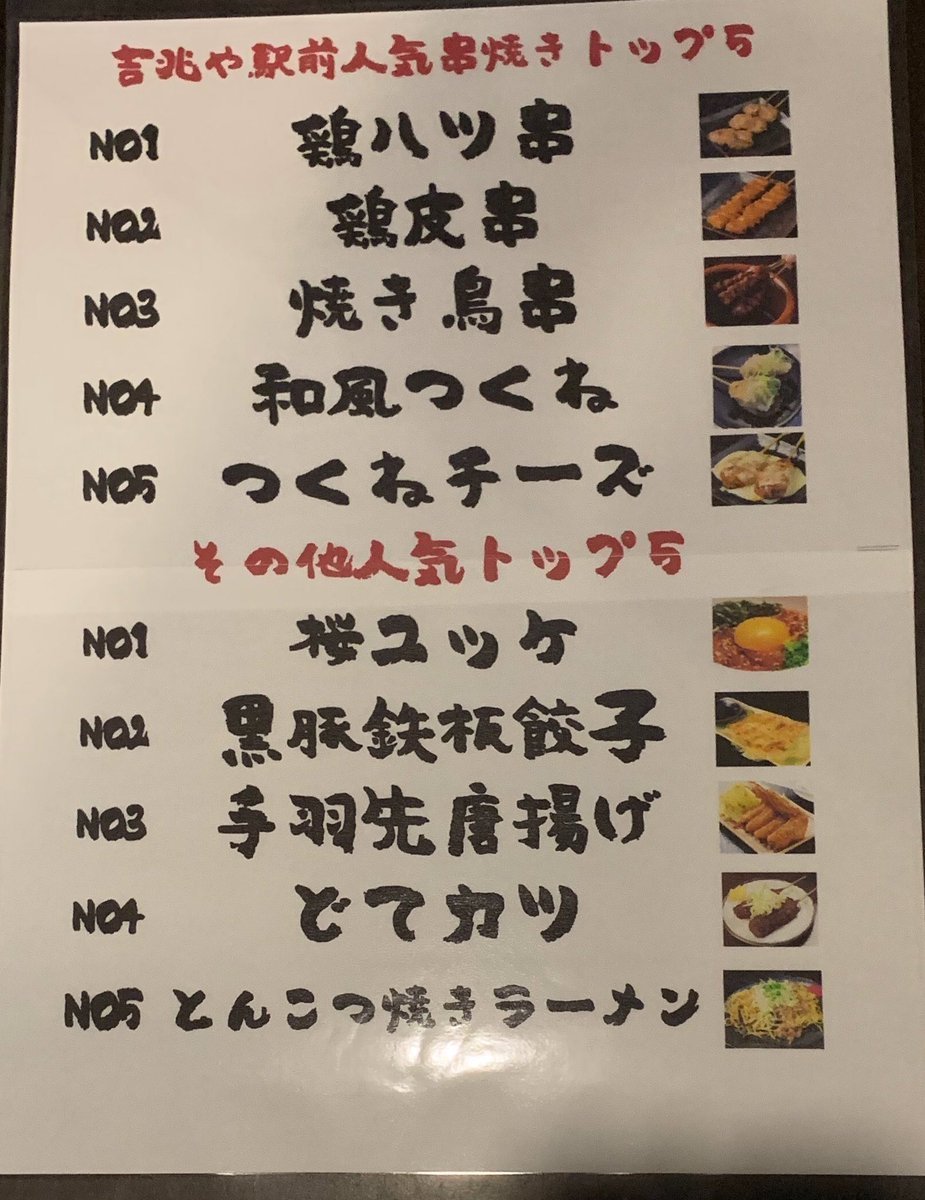 吉兆や駅前人気串焼きトップ5
NO1 鶏ハツ串
NO2 鶏皮串
NO3 焼き鳥串
NO4 和風つくね
NO5 つくねチーズ
その他人気トップ5
NO1 桜ユッケ
NO2 黒豚鉄板餃子
NO3 手羽先唐揚げ
NO4 どてカツ
NO5 とんこつ焼きラーメン